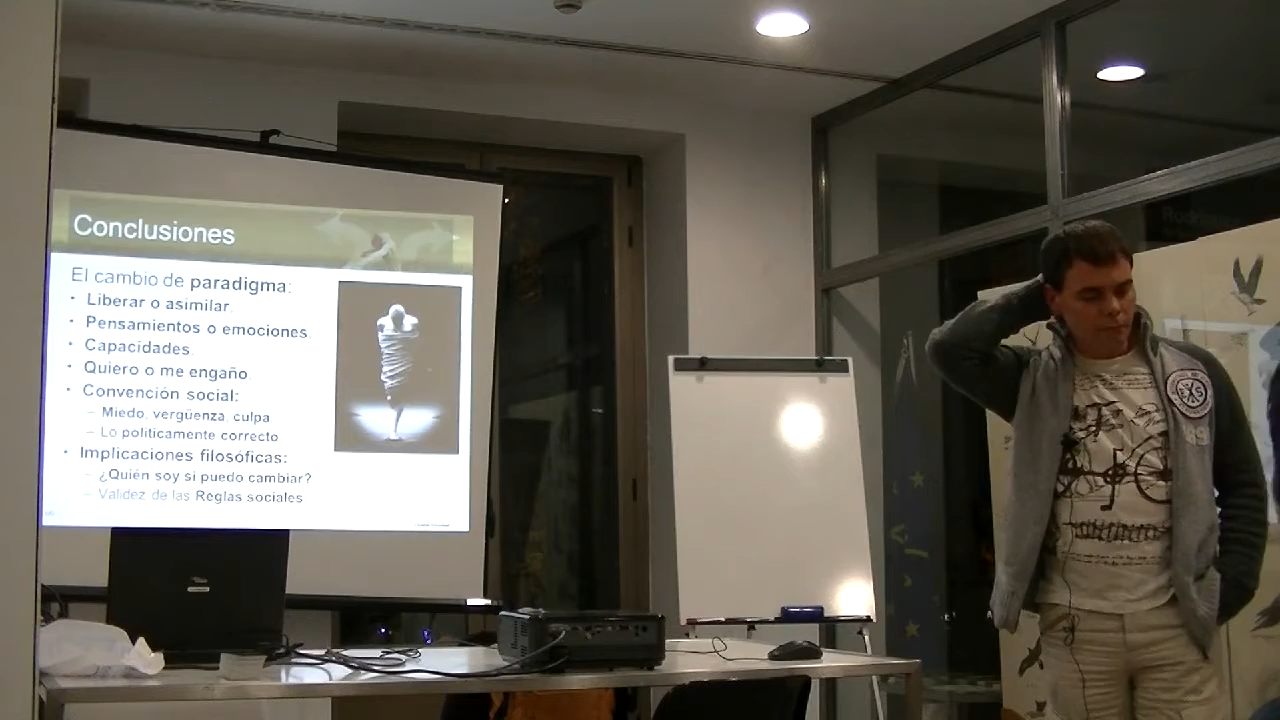 Conclusiones
El cambio de paradigma:
• Liberar o asimilar.
• Pensamientos o emociones.
• Capacidades.
• Quiero o me engaño
• Convención social:
– Miedo, vergüenza, culpa
– Lo políticamente correcto
• Implicaciones filosóficas:
– ¿Quién soy si puedo cambiar?
– Validez de las Reglas sociales